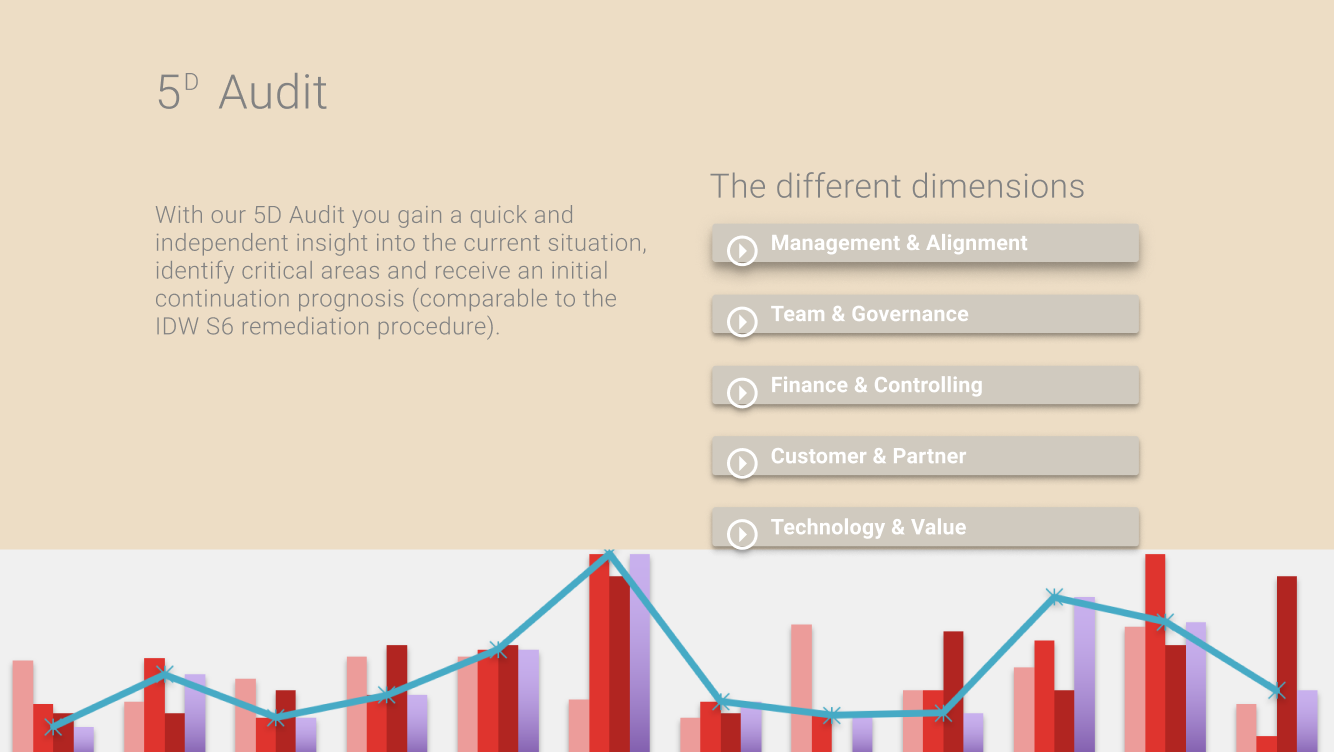 5D Audit
With our 5D Audit you gain a quick and
independent insight into the current situation,
identify critical areas and receive an initial
continuation prognosis (comparable to the
IDW S6 remediation procedure).
The different dimensions
Management & Alignment
Team & Governance
Finance & Controlling
Customer & Partner
Technology & Value